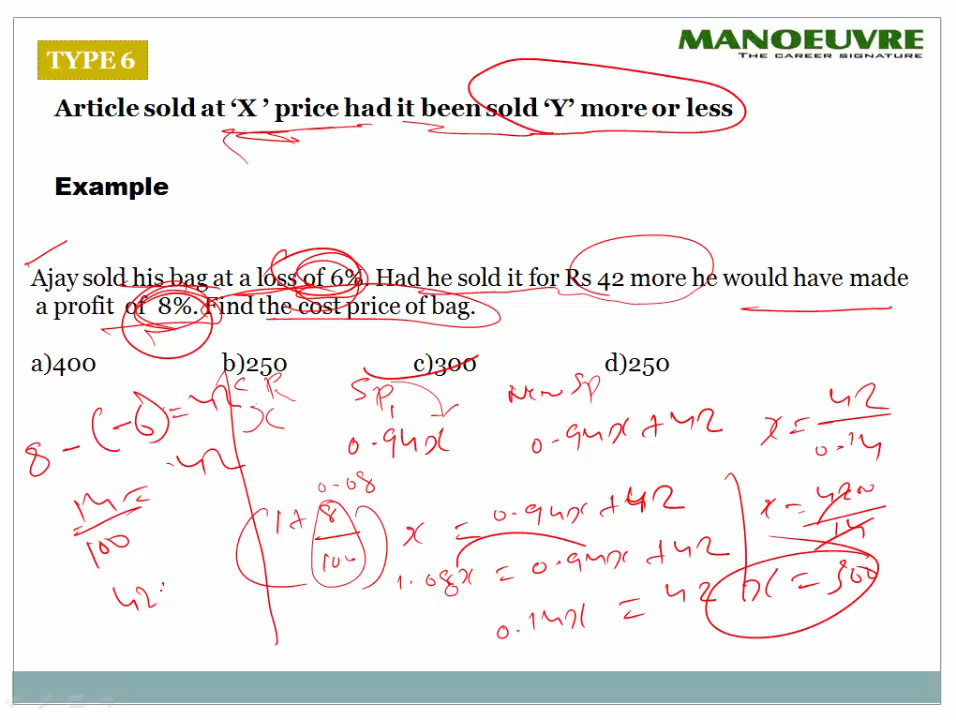 MANOEUVRE
THE CAREER SIGNATURE
TYPE 6
Article sold at ‘X ’ price had it been sold ‘Y’ more or less
Example
Ajay sold his bag at a loss of 6%. Had he sold it for Rs 42 more he would have made
a profit of 8%. Find the cost price of bag.
a)400 b)250 c)300 d)250
8 - (-6) = 42
14 =
100
42
CP
x
SP1
0.94x
New SP
0.94x + 42
x = 42
0.14
0.08
1 + 8
100
x = 0.94x + 42
1.08x = 0.94x + 42
0.14x = 42
x = 4200
14
x = 300